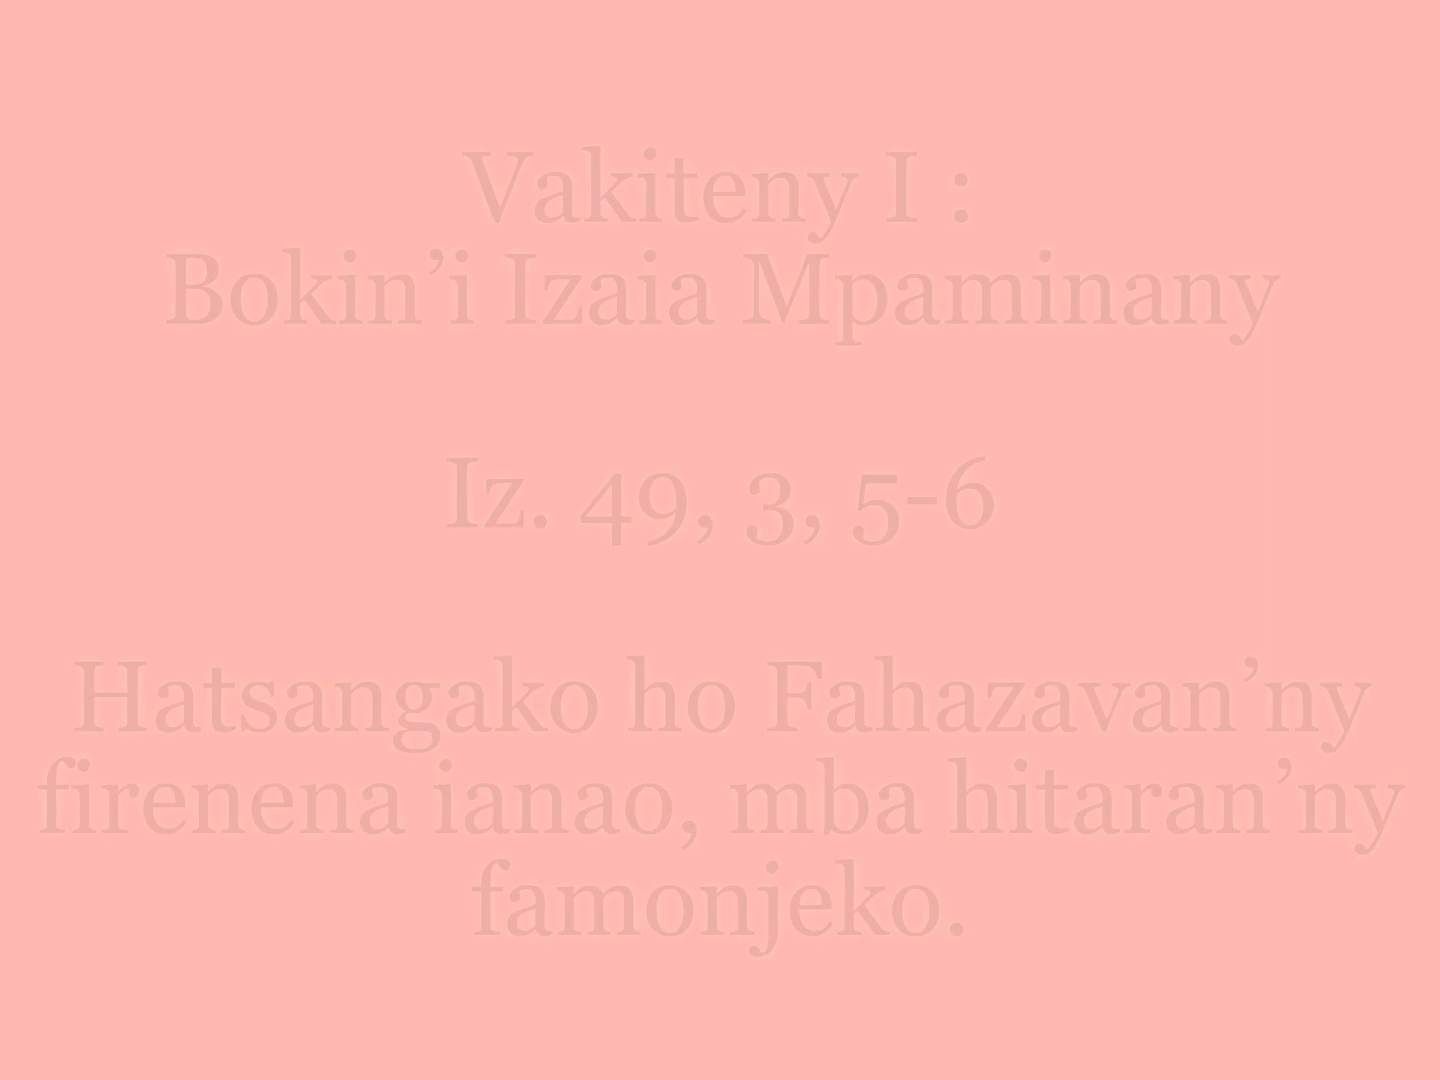 Vakiteny I :
Bokin’i Izaia Mpaminany
Iz. 49, 3, 5-6
Hatsangako ho Fahazavan’ny
firenena ianao, mba hitaran’ny
famonjeko.